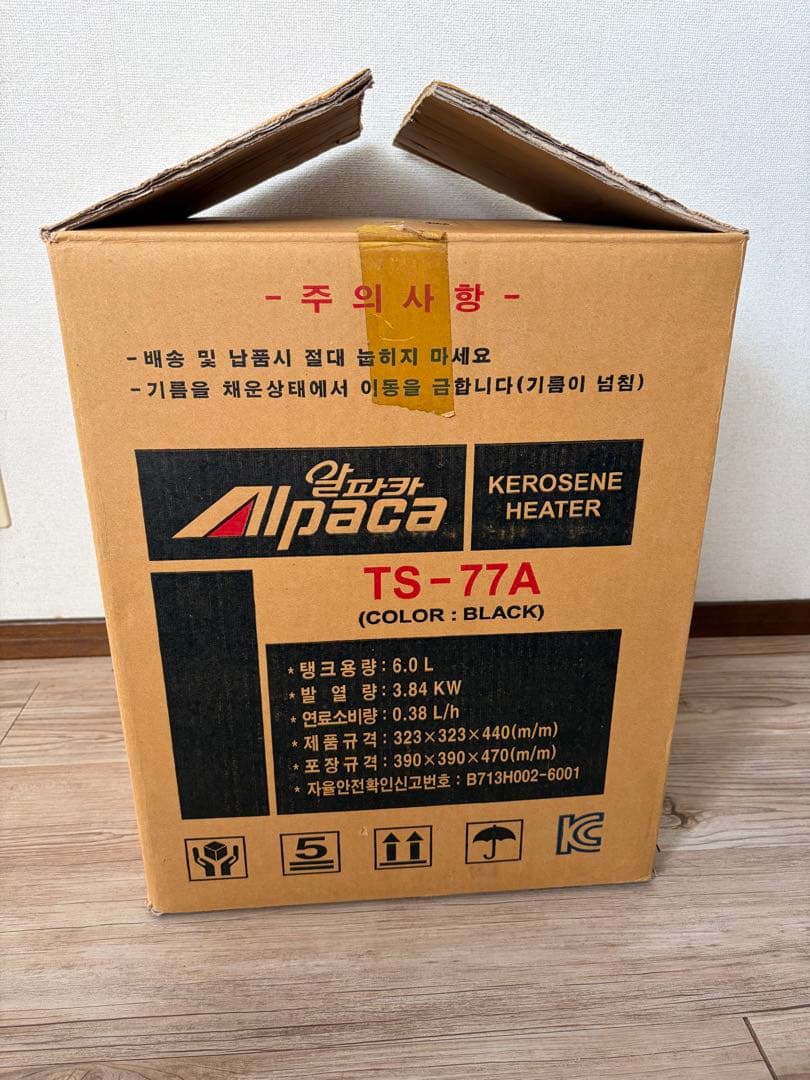 - 주 의 사 항 -
- 배송 및 납품시 절대 눕히지 마세요
- 기름을 채운상태에서 이동을 금합니다(기름이 넘침)
알파카
Alpaca
KEROSENE
HEATER
TS-77A
(COLOR : BLACK)
* 탱크용량 : 6.0 L
* 발 열 량 : 3.84 KW
* 연료소비량 : 0.38 L/h
* 제품규격 : 323×323×440(m/m)
* 포장규격 : 390×390×470(m/m)
* 자율안전확인신고번호 : B713H002-6001
5
KC